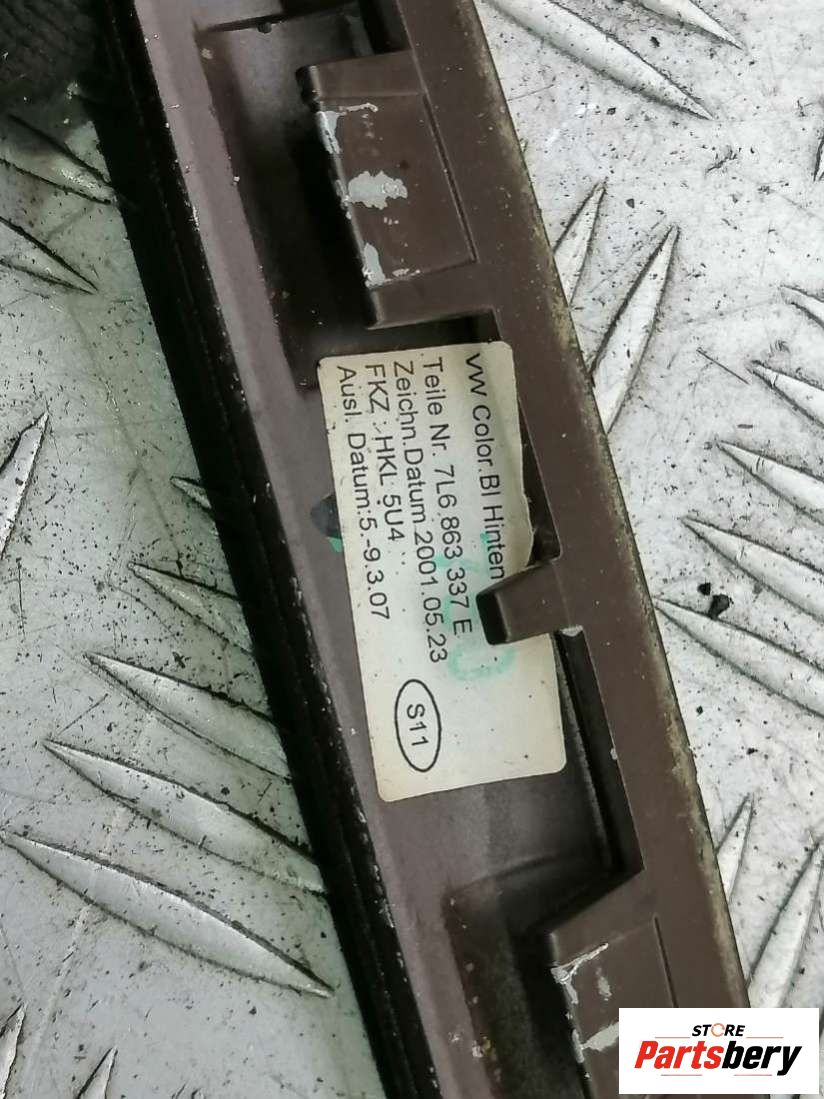 VW Color.Bl Hinten
Teile Nr. 7L6 863 337 E
Zeichn.Datum 2001.05.23
FKZ HKL 5U4
Ausl. Datum:5.-9.3.07
S11
STORE
Partsbery